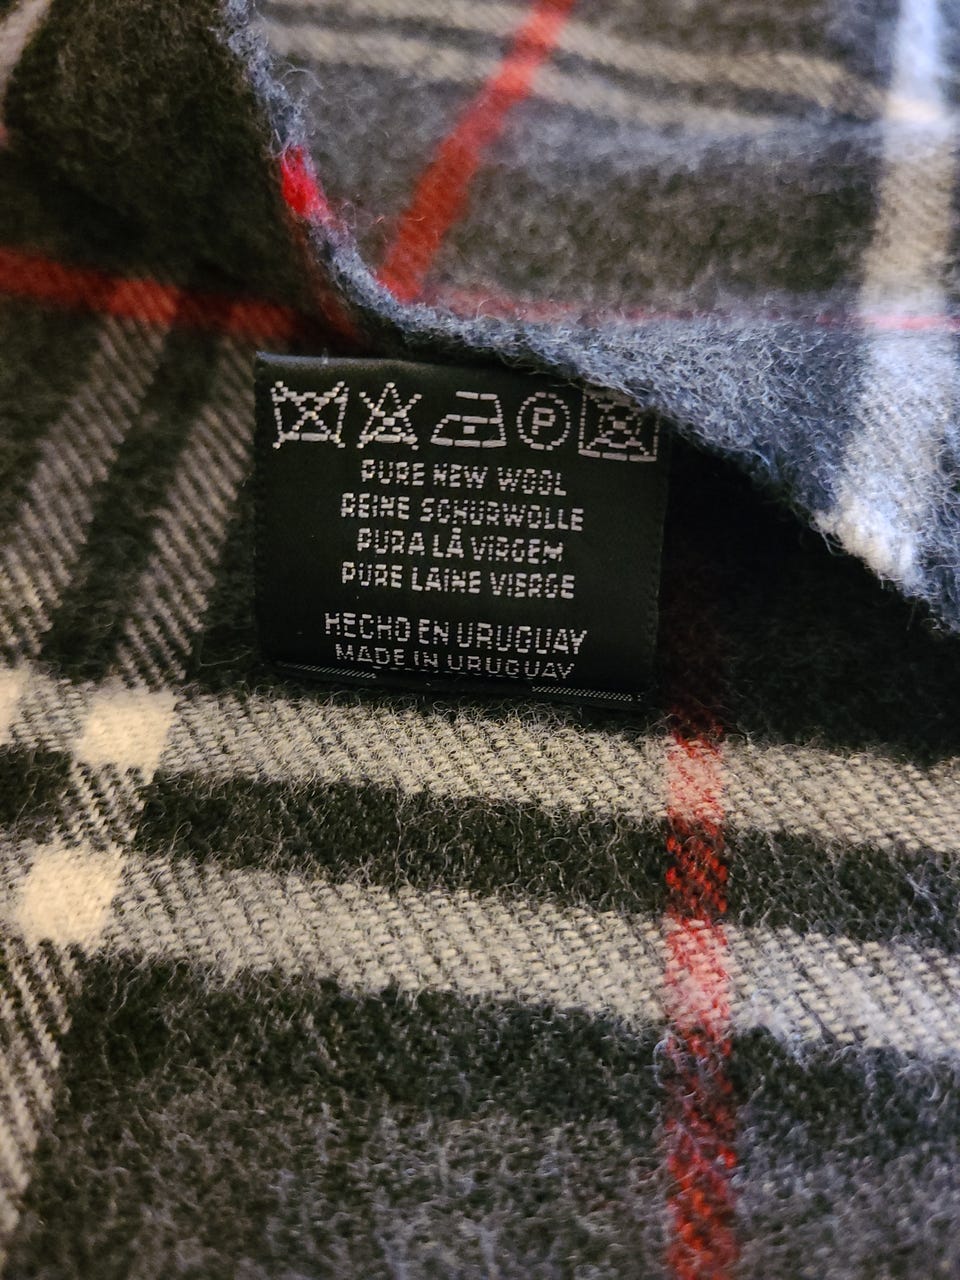 P
PURE NEW WOOL
REINE SCHURWOLLE
PURA LÃ VIRGEM
PURE LAINE VIERGE
HECHO EN URUGUAY
MADE IN URUGUAY